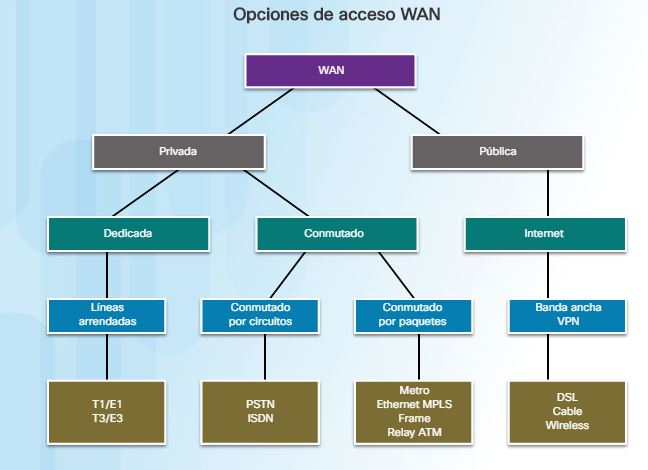 Opciones de acceso WAN
WAN
Privada
Pública
Dedicada
Conmutado
Internet
Líneas
arrendadas
Conmutado
por circuitos
Conmutado
por paquetes
Banda ancha
VPN
T1/E1
T3/E3
PSTN
ISDN
Metro
Ethernet MPLS
Frame
Relay ATM
DSL
Cable
Wireless